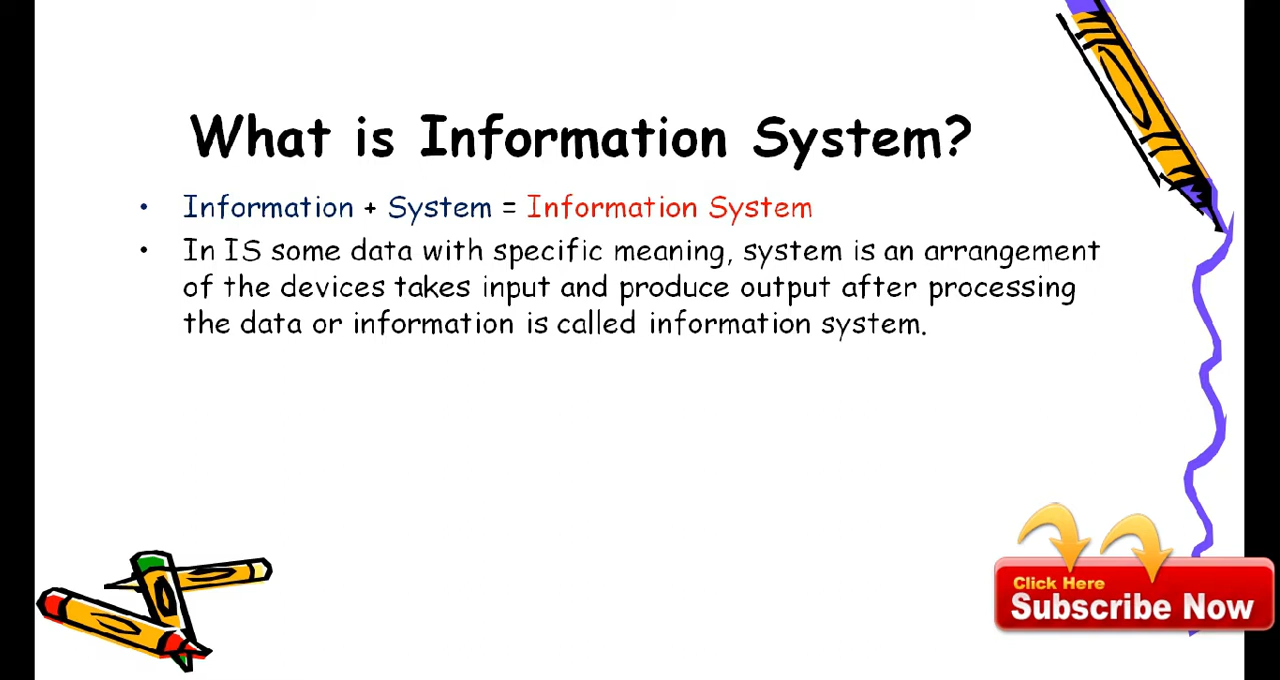 What is Information System?
• Information + System = Information System
• In IS some data with specific meaning, system is an arrangement
of the devices takes input and produce output after processing
the data or information is called information system.
Click Here
Subscribe Now